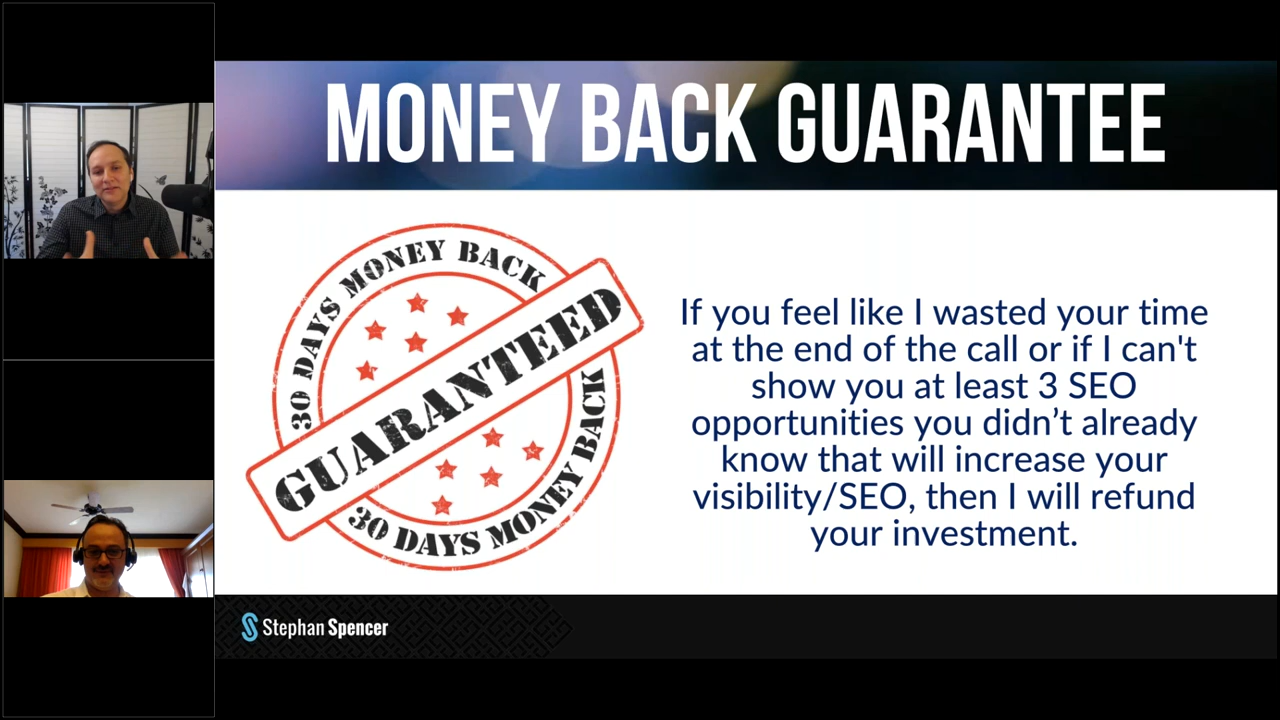 MONEY BACK GUARANTEE
30 DAYS MONEY BACK
GUARANTEED
30 DAYS MONEY BACK
If you feel like I wasted your time
at the end of the call or if I can't
show you at least 3 SEO
opportunities you didn’t already
know that will increase your
visibility/SEO, then I will refund
your investment.
Stephan Spencer